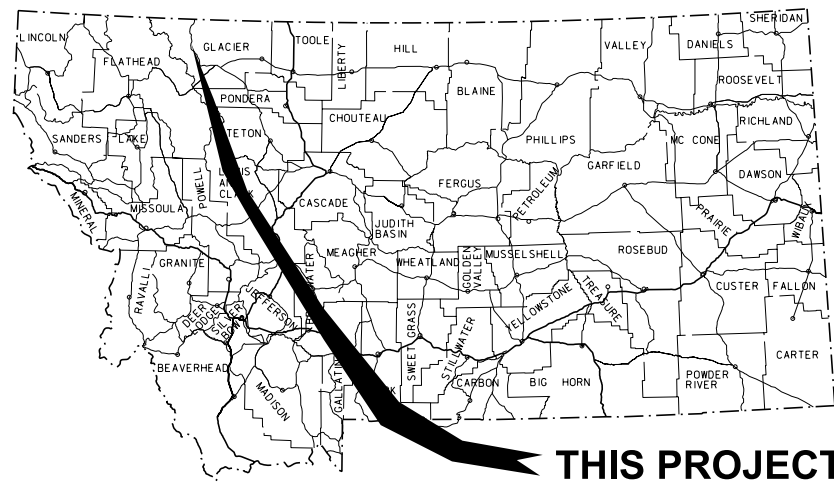 SHERIDAN
LINCOLN
GLACIER
TOOLE
LIBERTY
HILL
VALLEY
DANIELS
FLATHEAD
BLAINE
ROOSEVELT
PONDERA
CHOUTEAU
RICHLAND
SANDERS
LAKE
TETON
PHILLIPS
MC CONE
GARFIELD
POWELL
DAWSON
FERGUS
PETROLEUM
CASCADE
MINERAL
MISSOULA
JUDITH
BASIN
PRAIRIE
WIBAUX
MEAGHER
WHEATLAND
GOLDEN
VALLEY
MUSSELSHELL
ROSEBUD
GRANITE
RAVALLI
JEFFERSON
TREASURE
CUSTER
FALLON
DEER
LODGE
SILVER
BOW
YELLOWSTONE
SWEET GRASS
STILLWATER
BEAVERHEAD
MADISON
GALLATIN
CARBON
BIG HORN
POWDER
RIVER
CARTER
THIS PROJECT